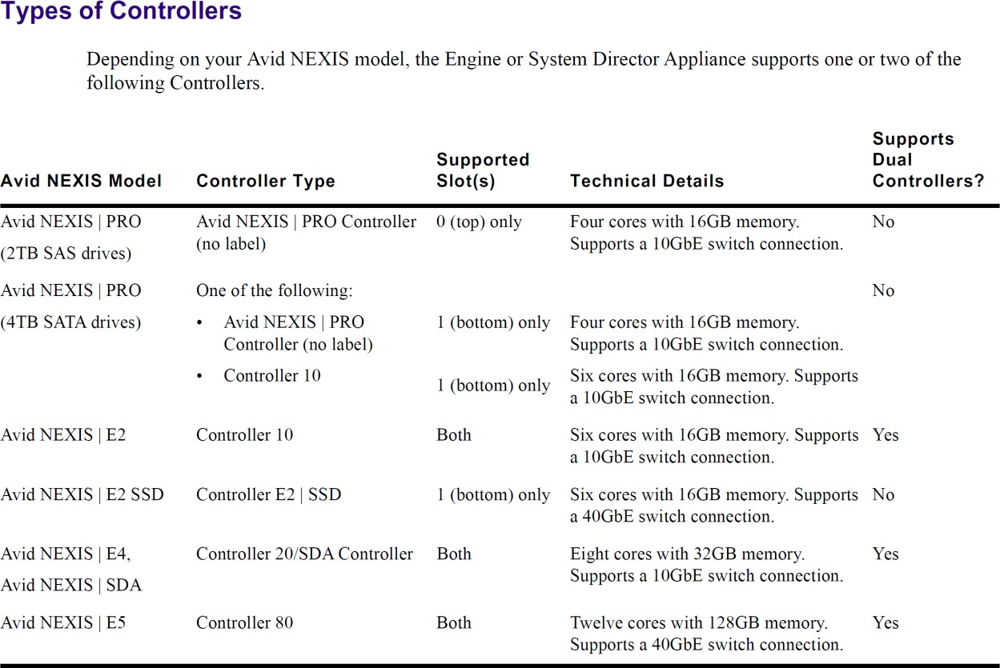 Types of Controllers
Depending on your Avid NEXIS model, the Engine or System Director Appliance supports one or two of the
following Controllers.
Avid NEXIS Model Controller Type Supported Slot(s) Technical Details Supports Dual Controllers?
Avid NEXIS | PRO Avid NEXIS | PRO Controller 0 (top) only Four cores with 16GB memory. No
(no label) Supports a 10GbE switch connection.
(2TB SAS drives)
Avid NEXIS | PRO One of the following: No
(4TB SATA drives) • Avid NEXIS | PRO 1 (bottom) only Four cores with 16GB memory.
Controller (no label) Supports a 10GbE switch connection.
• Controller 10 1 (bottom) only Six cores with 16GB memory. Supports
a 10GbE switch connection.
Avid NEXIS | E2 Controller 10 Both Six cores with 16GB memory. Supports Yes
a 10GbE switch connection.
Avid NEXIS | E2 SSD Controller E2 | SSD 1 (bottom) only Six cores with 16GB memory. Supports No
a 40GbE switch connection.
Avid NEXIS | E4, Controller 20/SDA Controller Both Eight cores with 32GB memory. Yes
Supports a 10GbE switch connection.
Avid NEXIS | SDA
Avid NEXIS | E5 Controller 80 Both Twelve cores with 128GB memory. Yes
Supports a 40GbE switch connection.